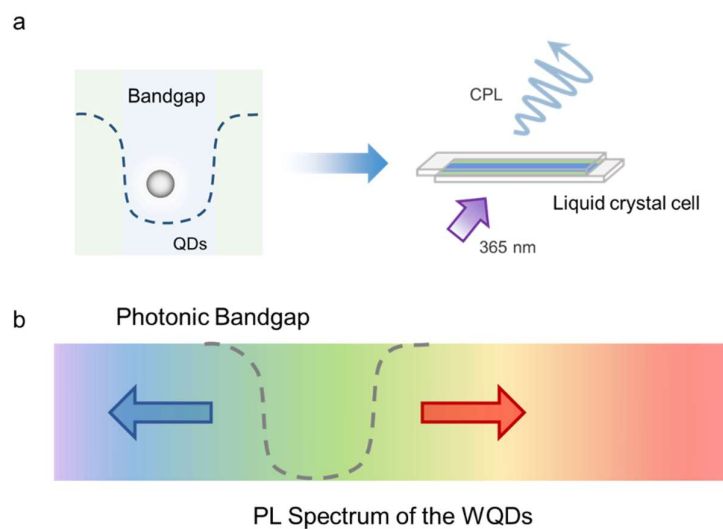 a
Bandgap
QDs
CPL
Liquid crystal cell
365 nm
b
Photonic Bandgap
PL Spectrum of the WQDs